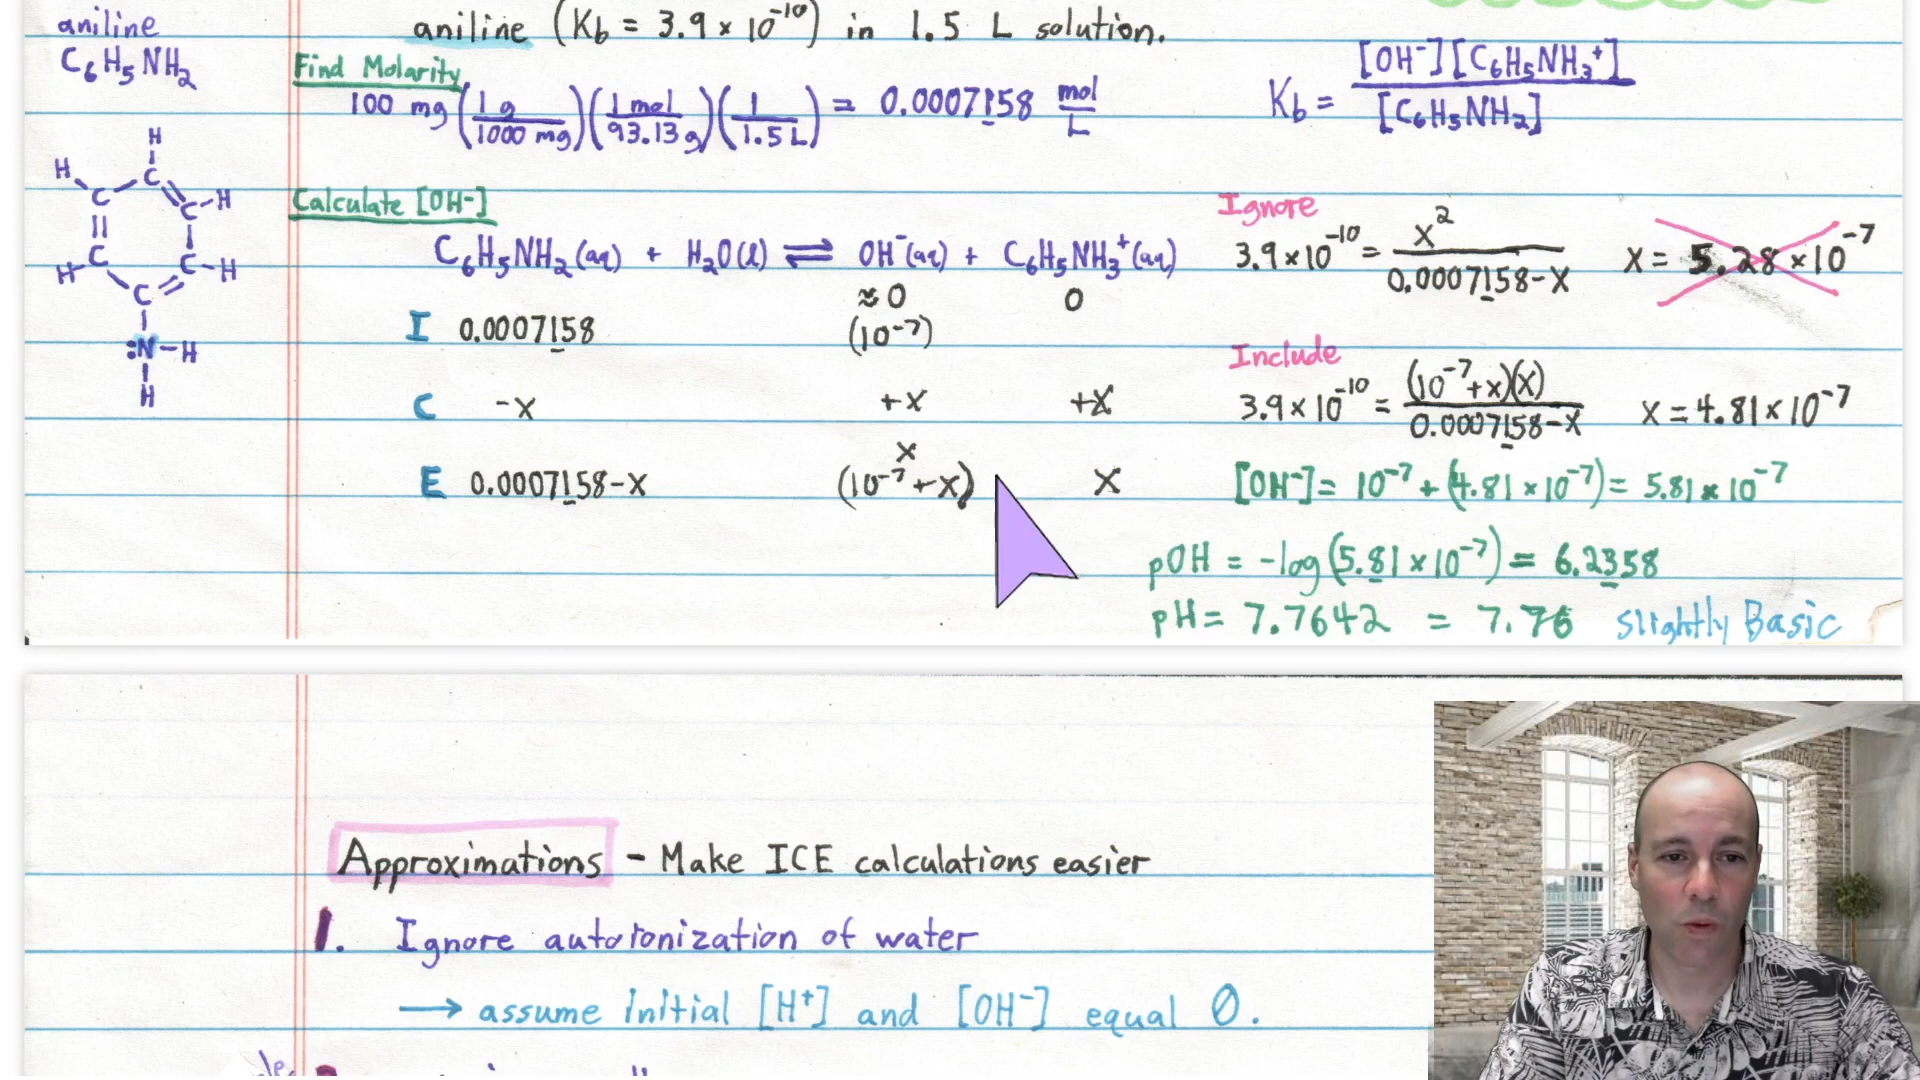 aniline
C₆H₅NH₂
H
H
C
C
C
H
C
C
H
H
C
:N-H
H
aniline (Kb = 3.9 x 10⁻¹⁰) in 1.5 L solution.
Find Molarity
100 mg (1 g / 1000 mg)(1 mol / 93.13 g)(1 / 1.5 L) = 0.0007158 mol/L
Kb = [OH⁻][C₆H₅NH₃⁺] / [C₆H₅NH₂]
Calculate [OH-]
C₆H₅NH₂(aq) + H₂O(l) ⇌ OH⁻(aq) + C₆H₅NH₃⁺(aq)
≈0 0
I 0.0007158 (10⁻⁷)
C -x +x +x
x
E 0.0007158-x (10⁻⁷+x) x
Ignore
3.9x10⁻¹⁰ = x² / 0.0007158-x x = 5.28 x10⁻⁷
Include
3.9x10⁻¹⁰ = (10⁻⁷+x)(x) / 0.0007158-x x = 4.81x10⁻⁷
[OH⁻] = 10⁻⁷ + (4.81 x10⁻⁷) = 5.81 x 10⁻⁷
pOH = -log(5.81 x10⁻⁷) = 6.2358
pH = 7.7642 = 7.76 slightly Basic
Approximations - Make ICE calculations easier
1. Ignore autoionization of water
→ assume initial [H⁺] and [OH⁻] equal 0.